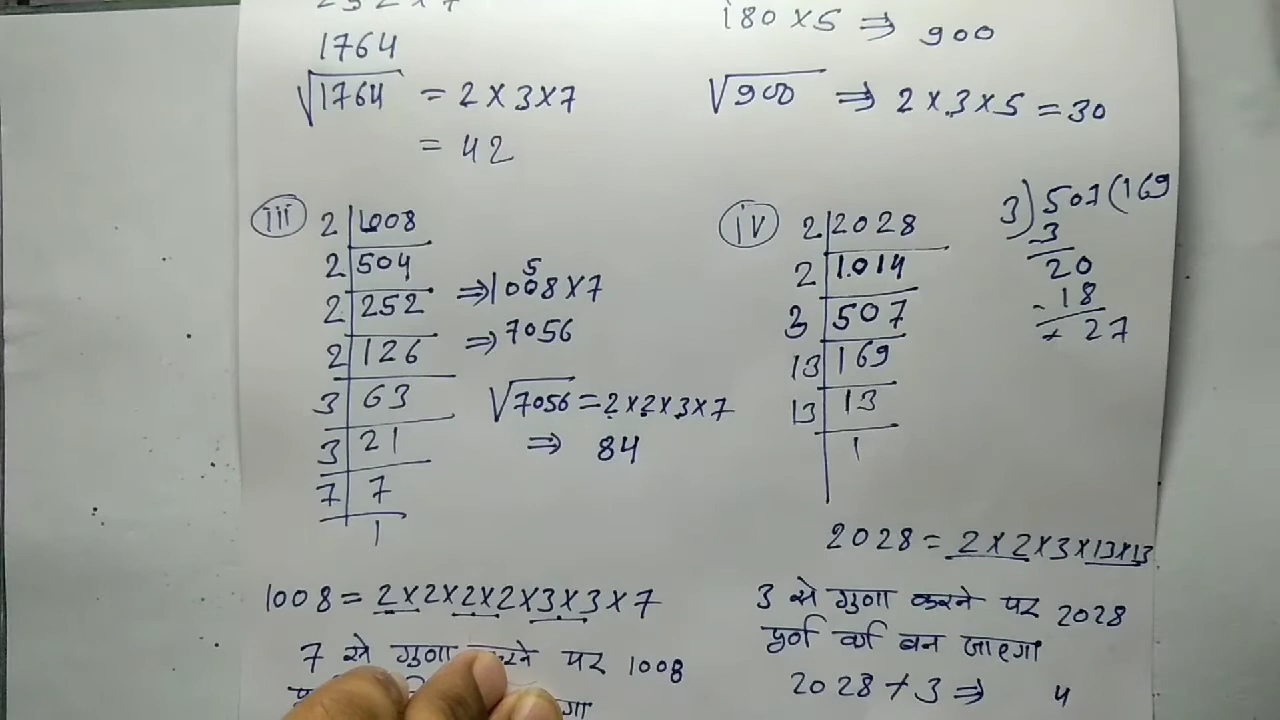 1764
√1764 = 2 × 3 × 7
= 42
180 × 5 ⇒ 900
√900 ⇒ 2 × 3 × 5 = 30
iii
2 | 1008
2 | 504
2 | 252
2 | 126
3 | 63
3 | 21
7 | 7
1
5
⇒ 1008 × 7
⇒ 7056
√7056 = 2 × 2 × 3 × 7
⇒ 84
1008 = 2 × 2 × 2 × 2 × 3 × 3 × 7
7 से गुणा करने पर 1008
iv
2 | 2028
2 | 1014
3 | 507
13 | 169
13 | 13
1
3 ) 507 ( 169
- 3
20
- 18
× 27
2028 = 2 × 2 × 3 × 13 × 13
3 से गुणा करने पर 2028
पूर्ण वर्ग बन जाएगा
2028 × 3 ⇒ 4